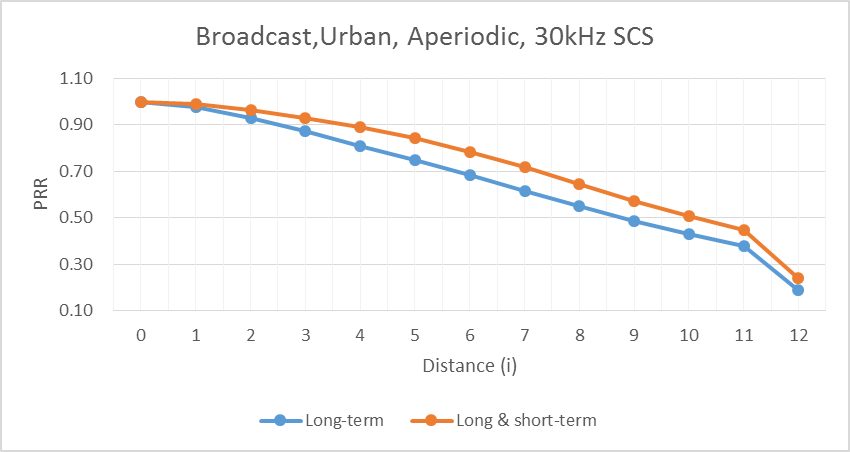 Broadcast,Urban, Aperiodic, 30kHz SCS
PRR
1.10
0.90
0.70
0.50
0.30
0.10
0 1 2 3 4 5 6 7 8 9 10 11 12
Distance (i)
Long-term Long & short-term